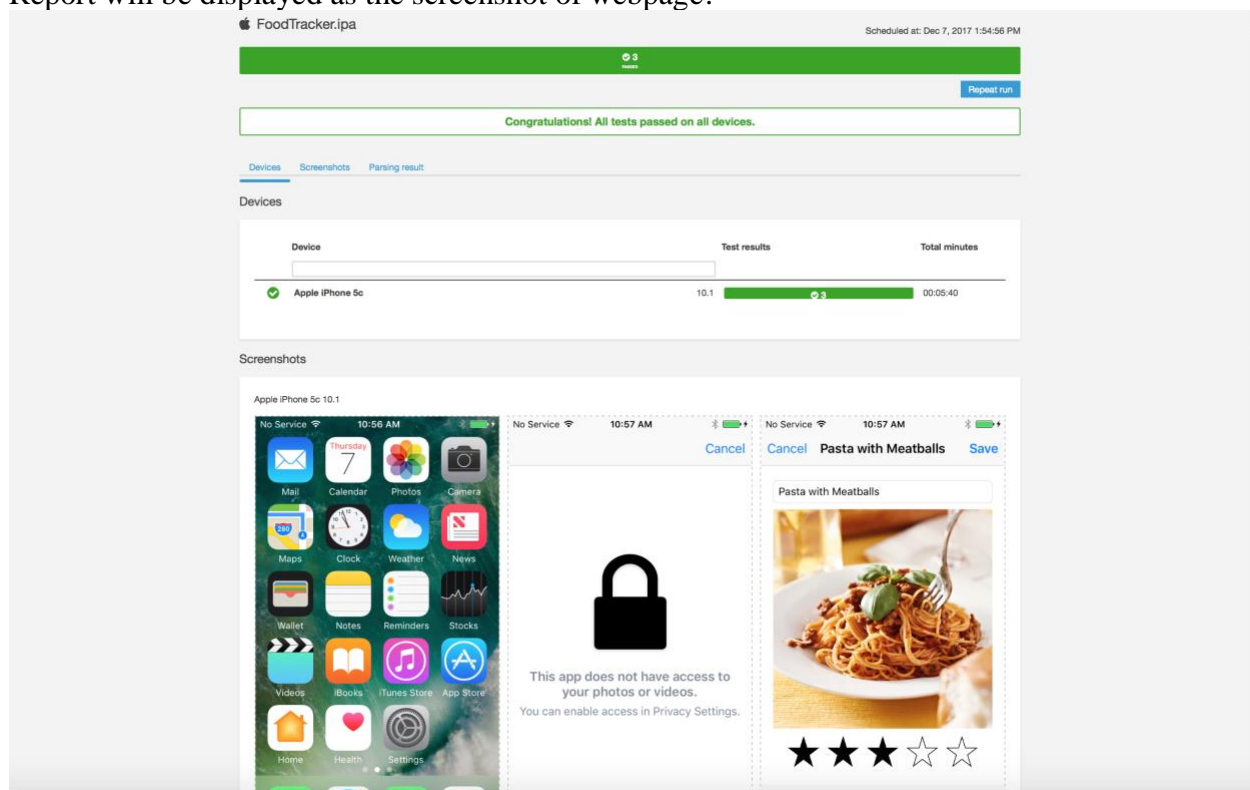 Report will be displayed as the screenshot of webpage:
FoodTracker.ipa
Scheduled at: Dec 7, 2017 1:54:56 PM
3
PASSED
Repeat run
Congratulations! All tests passed on all devices.
Devices Screenshots Parsing result
Devices
Device Test results Total minutes
Apple iPhone 5c 10.1 3 00:05:40
Screenshots
Apple iPhone 5c 10.1
No Service 10:56 AM
Thursday
7
Mail Calendar Photos Camera
280
Maps Clock Weather News
Wallet Notes Reminders Stocks
Videos iBooks iTunes Store App Store
Home Health Settings
No Service 10:57 AM
Cancel
This app does not have access to
your photos or videos.
You can enable access in Privacy Settings.
No Service 10:57 AM
Cancel Pasta with Meatballs Save
Pasta with Meatballs